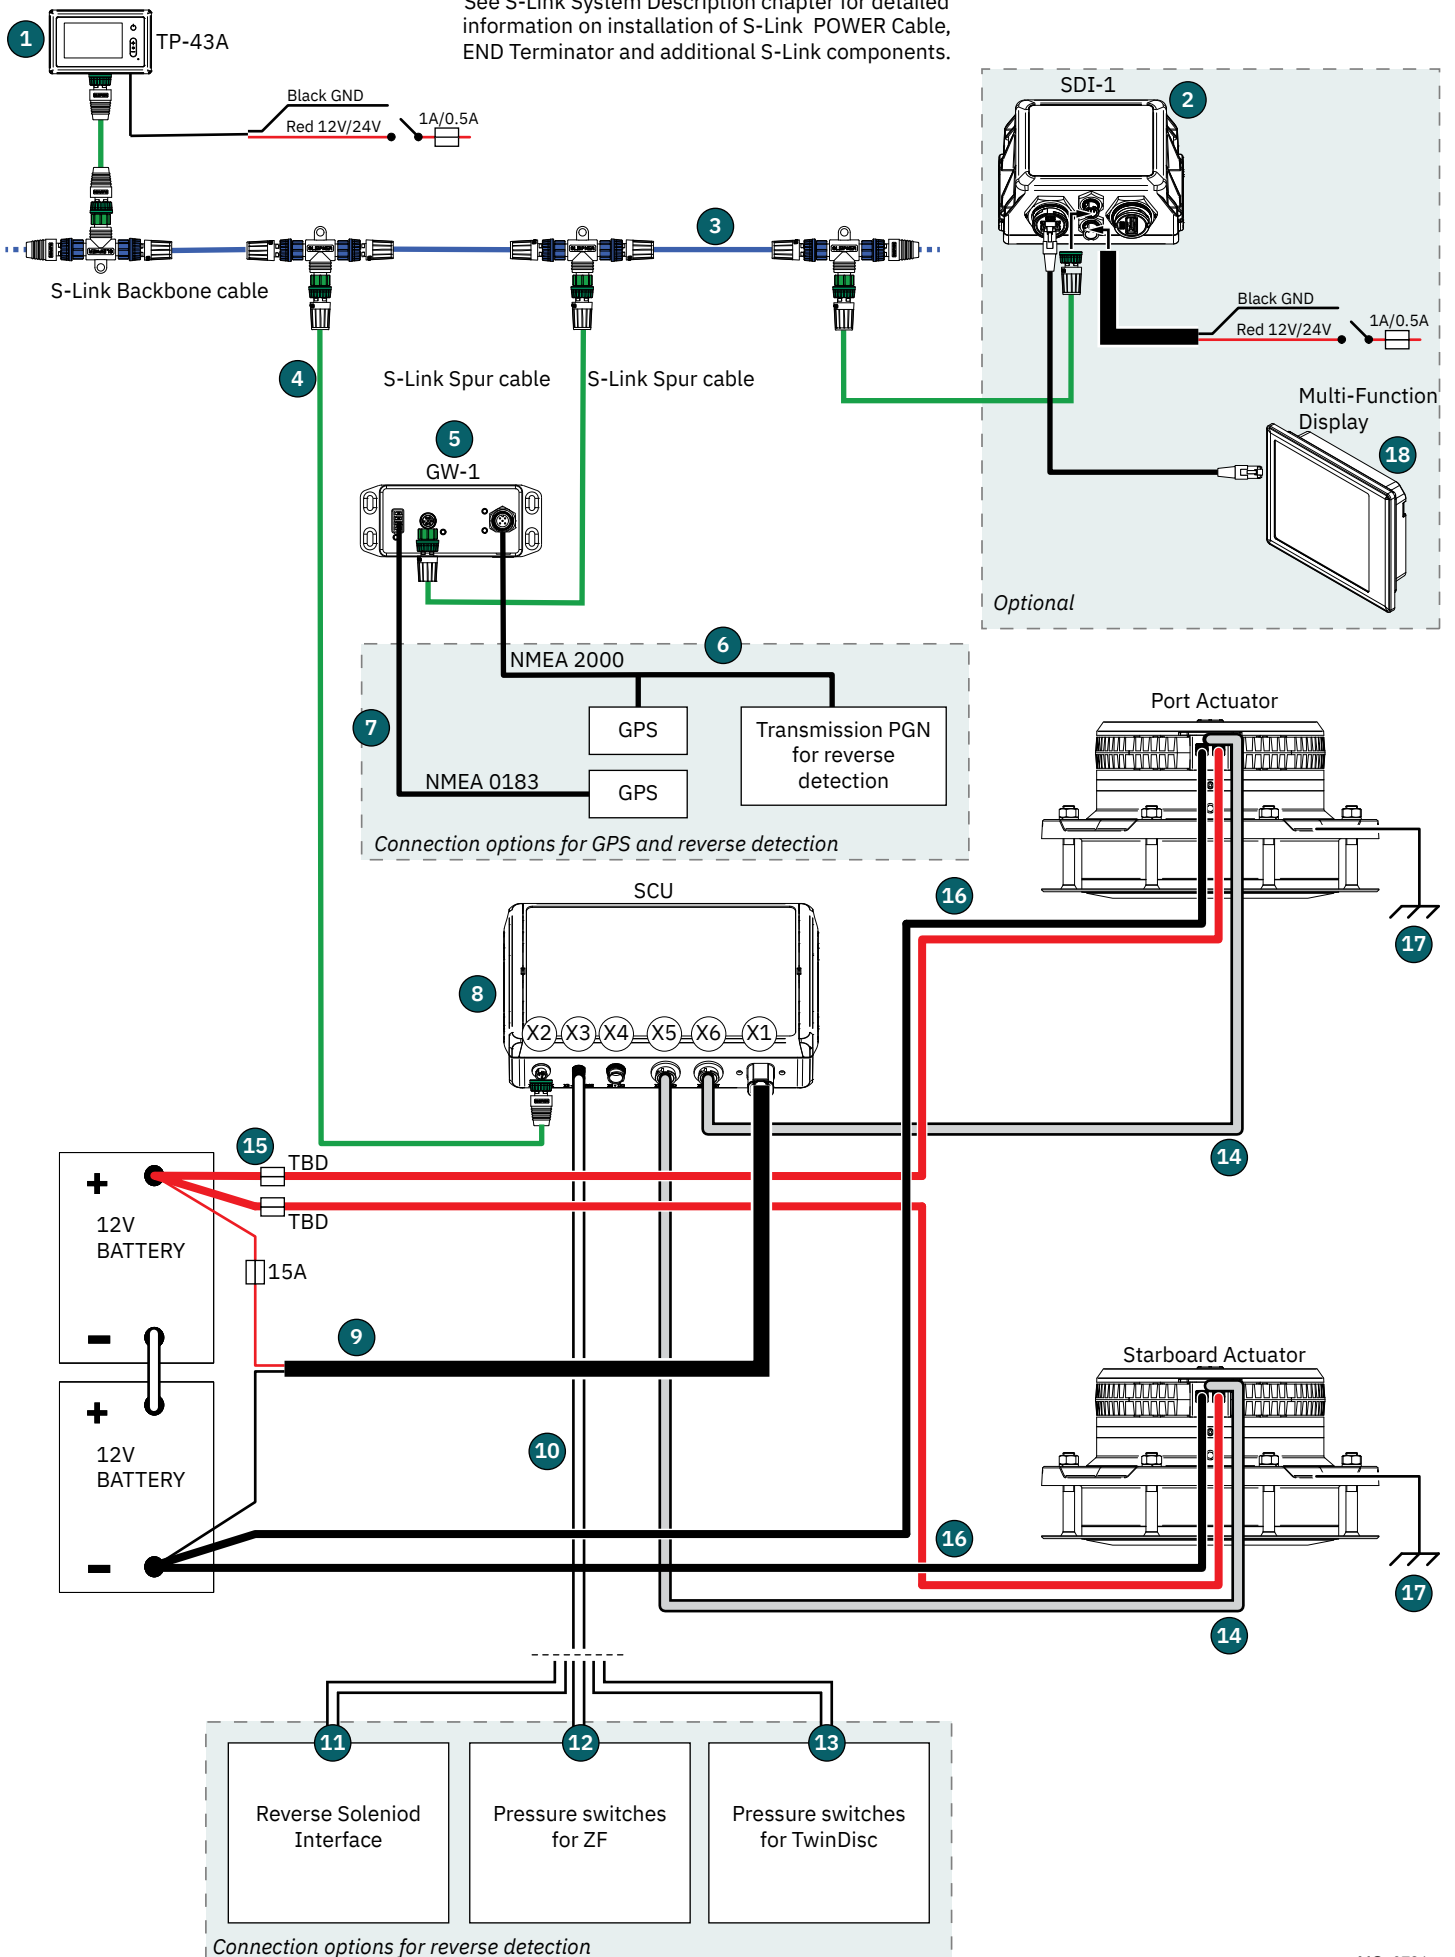 See S-Link System Description chapter for detailed
information on installation of S-Link POWER Cable,
END Terminator and additional S-Link components.
1
TP-43A
Black GND
Red 12V/24V
1A/0.5A
SDI-1
2
3
S-Link Backbone cable
Black GND
Red 12V/24V
1A/0.5A
4
S-Link Spur cable
S-Link Spur cable
Multi-Function
Display
18
5
GW-1
Optional
6
NMEA 2000
7
GPS
Transmission PGN
for reverse
detection
NMEA 0183
GPS
Connection options for GPS and reverse detection
Port Actuator
SCU
16
17
8
X2
X3
X4
X5
X6
X1
15
TBD
14
+
12V
BATTERY
TBD
15A
–
9
Starboard Actuator
+
12V
BATTERY
10
16
–
17
14
11
12
13
Reverse Soleniod
Interface
Pressure switches
for ZF
Pressure switches
for TwinDisc
Connection options for reverse detection